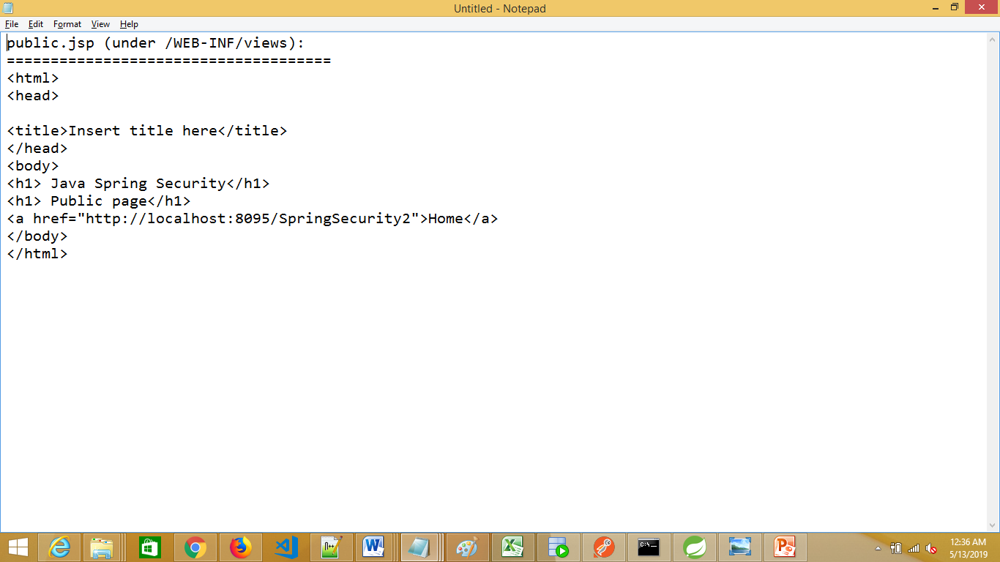 Untitled - Notepad
File Edit Format View Help
public.jsp (under /WEB-INF/views):
=====================================
<html>
<head>
<title>Insert title here</title>
</head>
<body>
<h1> Java Spring Security</h1>
<h1> Public page</h1>
<a href="http://localhost:8095/SpringSecurity2">Home</a>
</body>
</html>
12:36 AM
5/13/2019